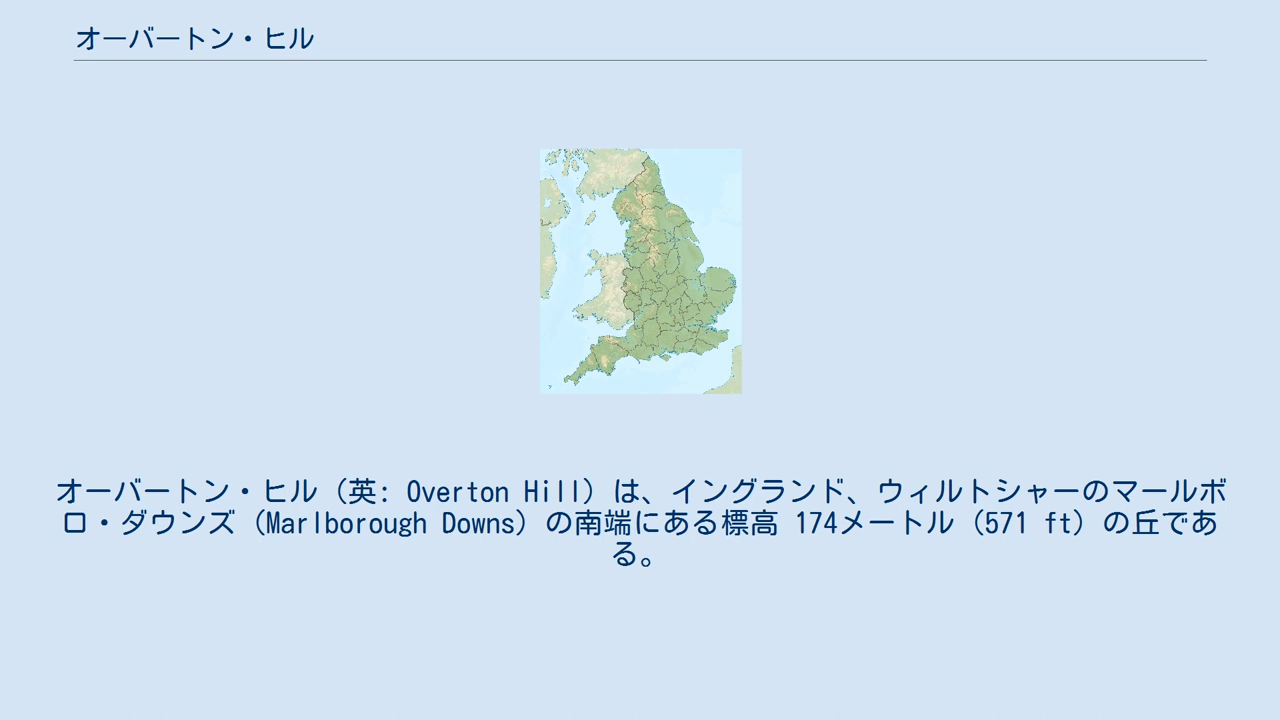 オーバートン・ヒル
オーバートン・ヒル（英: Overton Hill）は、イングランド、ウィルトシャーのマールボ
ロ・ダウンズ（Marlborough Downs）の南端にある標高 174メートル（571 ft）の丘であ
る。